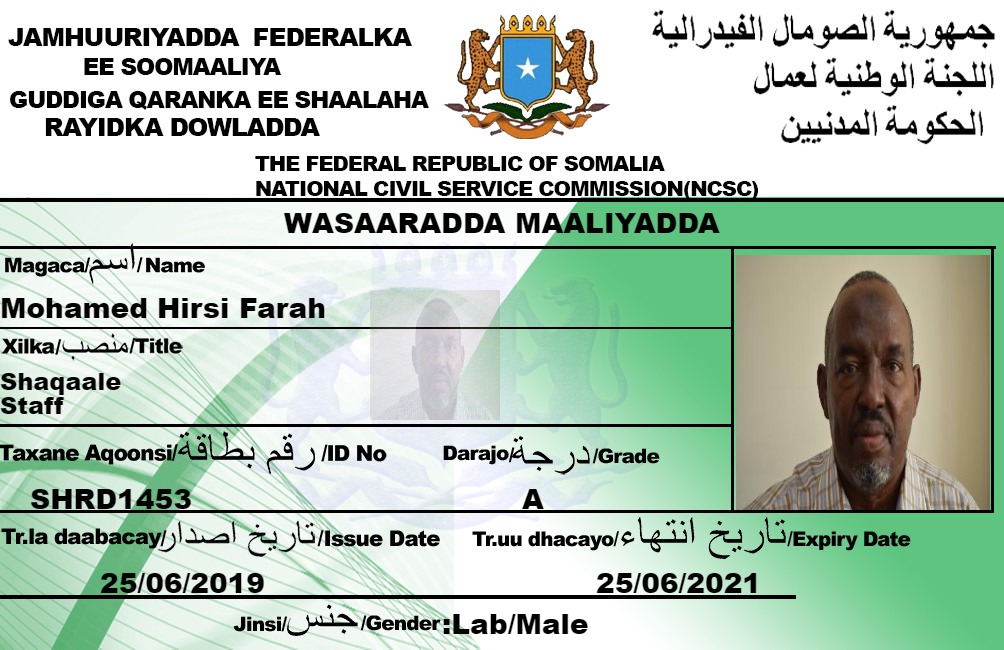 JAMHUURIYADDA FEDERALKA
EE SOOMAALIYA
GUDDIGA QARANKA EE SHAALAHA
RAYIDKA DOWLADDA
جمهورية الصومال الفيدرالية
اللجنة الوطنية لعمال
الحكومة المدنيين
THE FEDERAL REPUBLIC OF SOMALIA
NATIONAL CIVIL SERVICE COMMISSION(NCSC)
WASAARADDA MAALIYADDA
Magaca/اسم/Name
Mohamed Hirsi Farah
Xilka/منصب/Title
Shaqaale
Staff
Taxane Aqoonsi/رقم بطاقة/ID No
Darajo/درجة/Grade
SHRD1453
A
Tr.la daabacay/تاريخ اصدار/Issue Date
Tr.uu dhacayo/تاريخ انتهاء/Expiry Date
25/06/2019
25/06/2021
Jinsi/جنس/Gender:Lab/Male